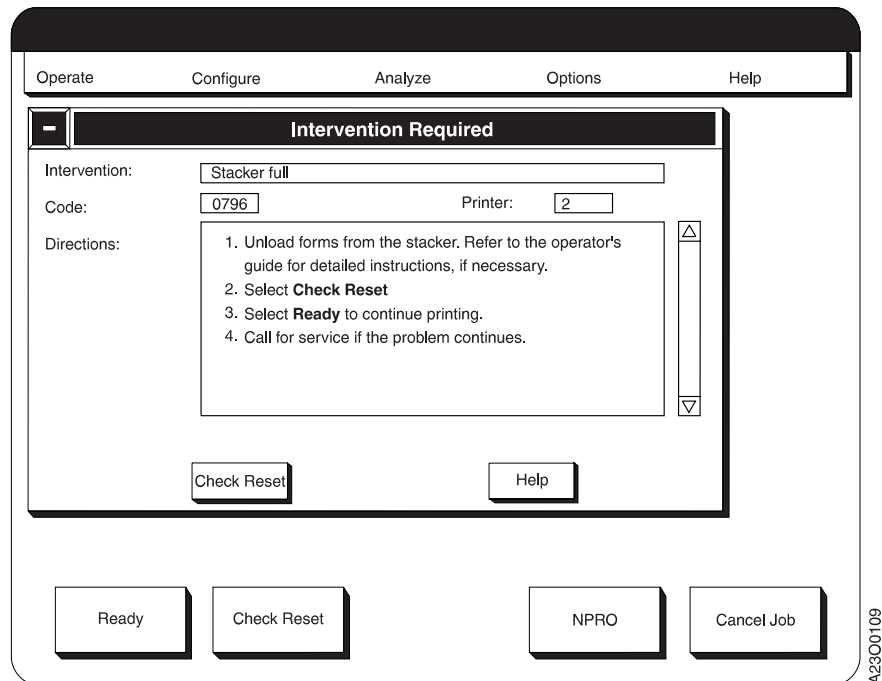 Operate Configure Analyze Options Help
- Intervention Required
Intervention: Stacker full
Code: 0796 Printer: 2
Directions:
1. Unload forms from the stacker. Refer to the operator's
guide for detailed instructions, if necessary.
2. Select Check Reset
3. Select Ready to continue printing.
4. Call for service if the problem continues.
Check Reset Help
Ready Check Reset NPRO Cancel Job
A23O0109